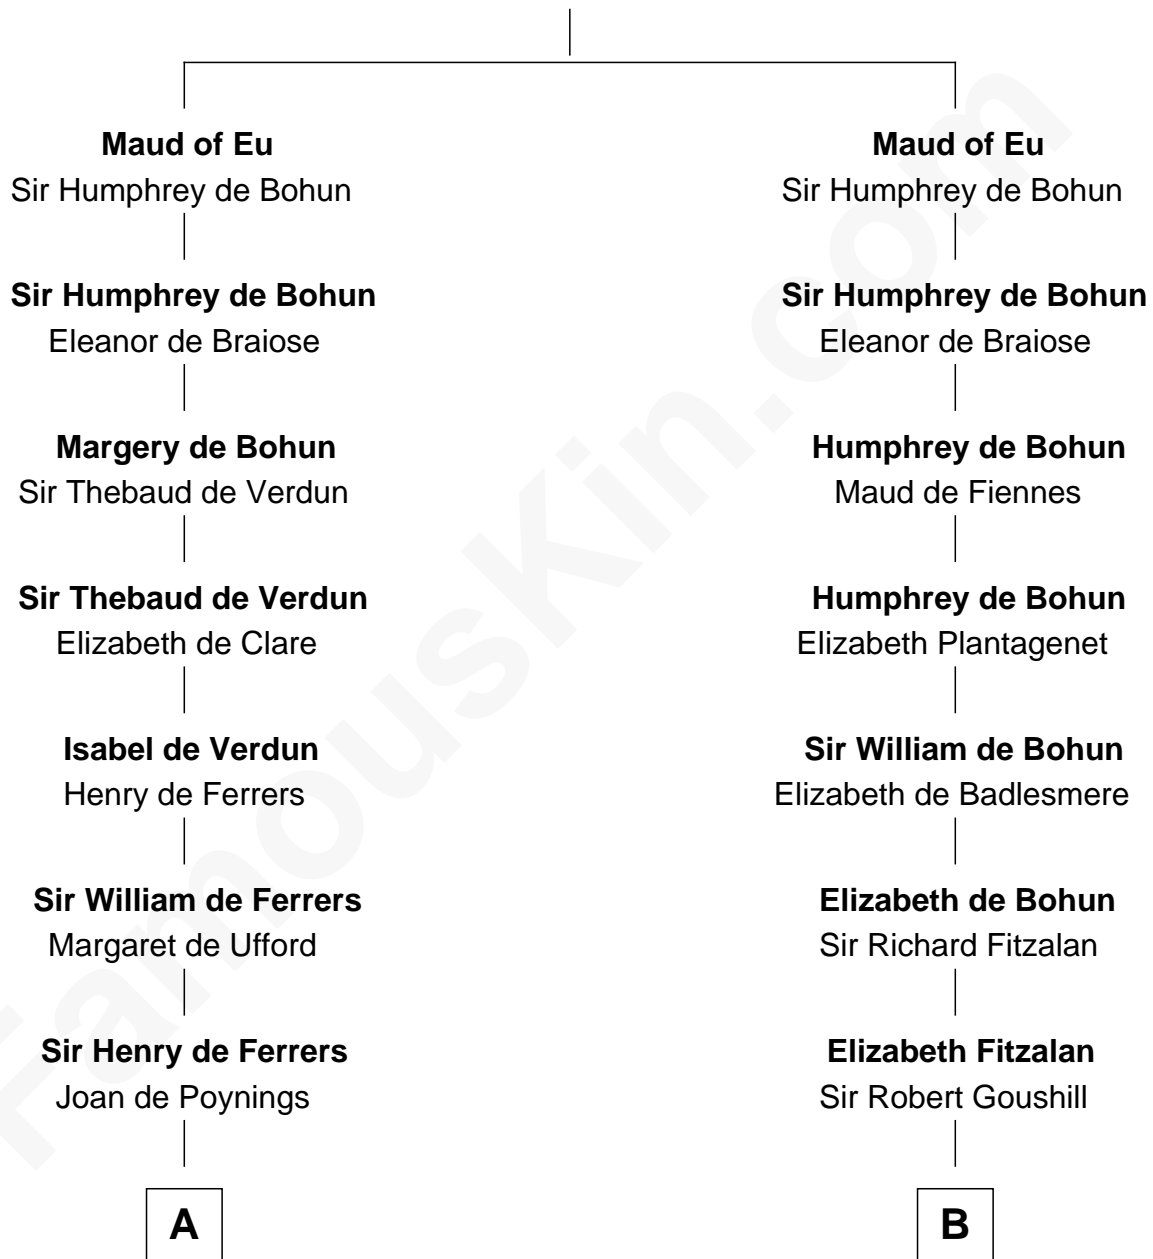 Maud of Eu
Sir Humphrey de Bohun
Sir Humphrey de Bohun
Eleanor de Braiose
Margery de Bohun
Sir Thebaud de Verdun
Sir Thebaud de Verdun
Elizabeth de Clare
Isabel de Verdun
Henry de Ferrers
Sir William de Ferrers
Margaret de Ufford
Sir Henry de Ferrers
Joan de Poynings
A
Maud of Eu
Sir Humphrey de Bohun
Sir Humphrey de Bohun
Eleanor de Braiose
Humphrey de Bohun
Maud de Fiennes
Humphrey de Bohun
Elizabeth Plantagenet
Sir William de Bohun
Elizabeth de Badlesmere
Elizabeth de Bohun
Sir Richard Fitzalan
Elizabeth Fitzalan
Sir Robert Goushill
B
FamousKin.com